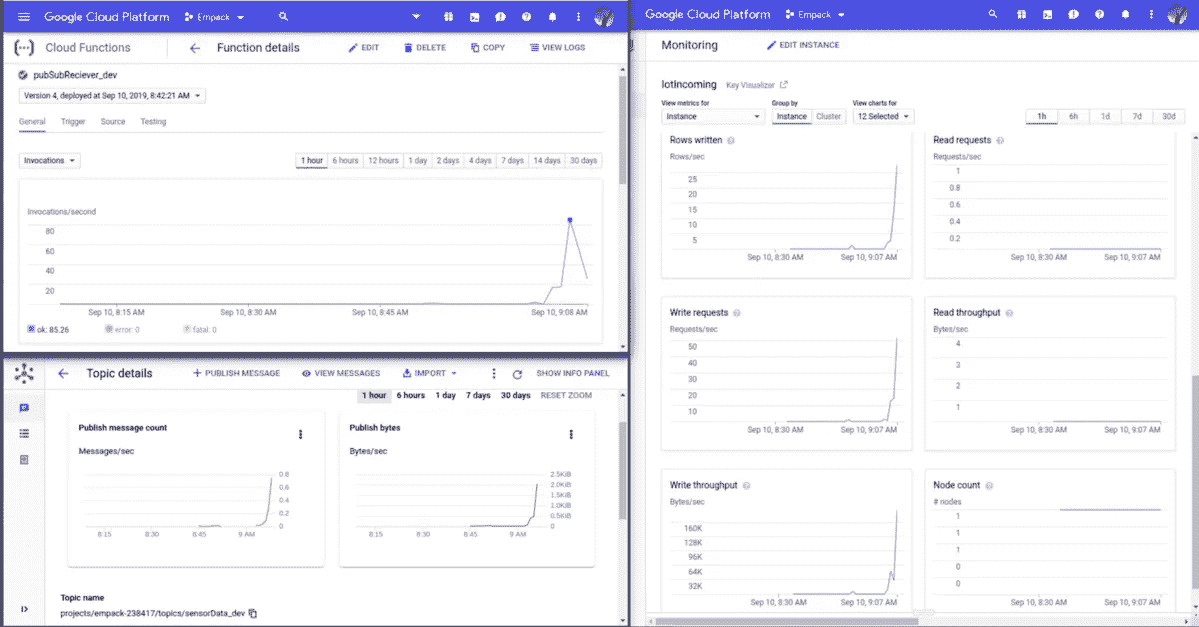 Google Cloud Platform Empack
Cloud Functions Function details EDIT DELETE COPY VIEW LOGS
pubSubReciever_dev
Version 4, deployed at Sep 10, 2019, 8:42:21 AM
General Trigger Source Testing
Invocations 1 hour 6 hours 12 hours 1 day 2 days 4 days 7 days 14 days 30 days
Invocations/second
80
60
40
20
Sep 10, 8:15 AM Sep 10, 8:30 AM Sep 10, 8:45 AM Sep 10, 9:08 AM
ok: 85.26 error: 0 fatal: 0
Topic details PUBLISH MESSAGE VIEW MESSAGES IMPORT SHOW INFO PANEL
1 hour 6 hours 1 day 7 days 30 days RESET ZOOM
Publish message count
Messages/sec
0.8
0.6
0.4
0.2
0
8:15 8:30 8:45 9 AM
Publish bytes
Bytes/sec
2.5KiB
2.0KiB
1.5KiB
1.0KiB
0.5KiB
0
8:15 8:30 8:45 9 AM
Topic name
projects/empack-238417/topics/sensorData_dev
Google Cloud Platform Empack
Monitoring EDIT INSTANCE
IotIncoming Key Visualizer
View metrics for Group by View charts for
Instance Instance Cluster 12 Selected 1h 6h 1d 7d 30d
Rows written
Rows/sec
25
20
15
10
5
Sep 10, 8:30 AM Sep 10, 9:07 AM
Read requests
Requests/sec
1
0.8
0.6
0.4
0.2
Sep 10, 8:30 AM Sep 10, 9:07 AM
Write requests
Requests/sec
50
40
30
20
10
Sep 10, 8:30 AM Sep 10, 9:07 AM
Read throughput
Bytes/sec
4
3
2
1
Sep 10, 8:30 AM Sep 10, 9:07 AM
Write throughput
Bytes/sec
160K
128K
96K
64K
32K
Sep 10, 8:30 AM Sep 10, 9:07 AM
Node count
# nodes
1
1
1
0
0
Sep 10, 8:30 AM Sep 10, 9:07 AM